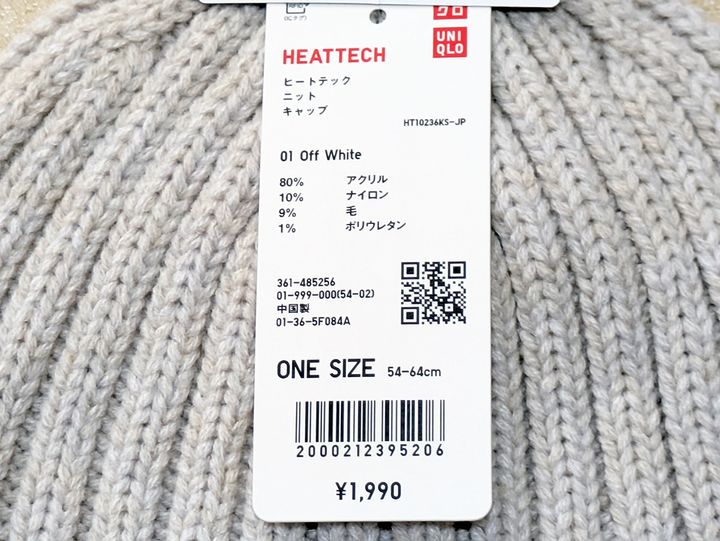 HEATTECH
UNI
QLO
ヒートテック
ニット
キャップ
HT10236KS-JP
01 Off White
80% アクリル
10% ナイロン
9% 毛
1% ポリウレタン
361-485256
01-999-000(54-02)
中国製
01-36-5F084A
ONE SIZE 54-64cm
2000212395206
¥1,990